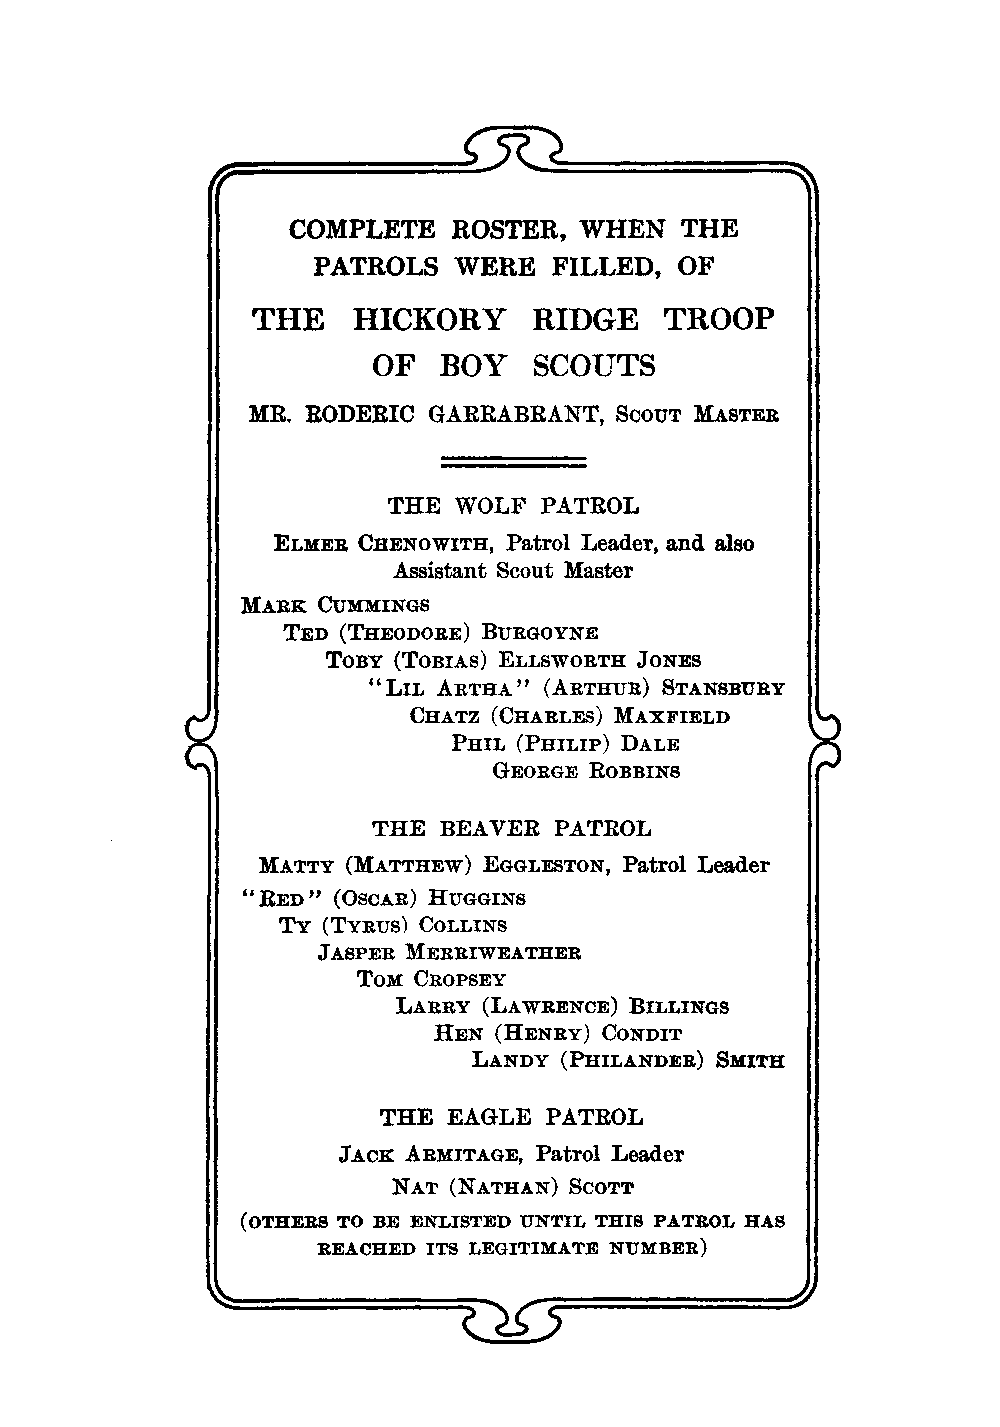 COMPLETE ROSTER, WHEN THE
PATROLS WERE FILLED, OF
THE HICKORY RIDGE TROOP
OF BOY SCOUTS
MR. RODERIC GARRABRANT, SCOUT MASTER
THE WOLF PATROL
ELMER CHENOWITH, Patrol Leader, and also
Assistant Scout Master
MARK CUMMINGS
TED (THEODORE) BURGOYNE
TOBY (TOBIAS) ELLSWORTH JONES
"LIL ARTHA" (ARTHUR) STANSBURY
CHATZ (CHARLES) MAXFIELD
PHIL (PHILIP) DALE
GEORGE ROBBINS
THE BEAVER PATROL
MATTY (MATTHEW) EGGLESTON, Patrol Leader
"RED" (OSCAR) HUGGINS
TY (TYRUS) COLLINS
JASPER MERRIWEATHER
TOM CROPSEY
LARRY (LAWRENCE) BILLINGS
HEN (HENRY) CONDIT
LANDY (PHILANDER) SMITH
THE EAGLE PATROL
JACK ARMITAGE, Patrol Leader
NAT (NATHAN) SCOTT
(OTHERS TO BE ENLISTED UNTIL THIS PATROL HAS
REACHED ITS LEGITIMATE NUMBER)